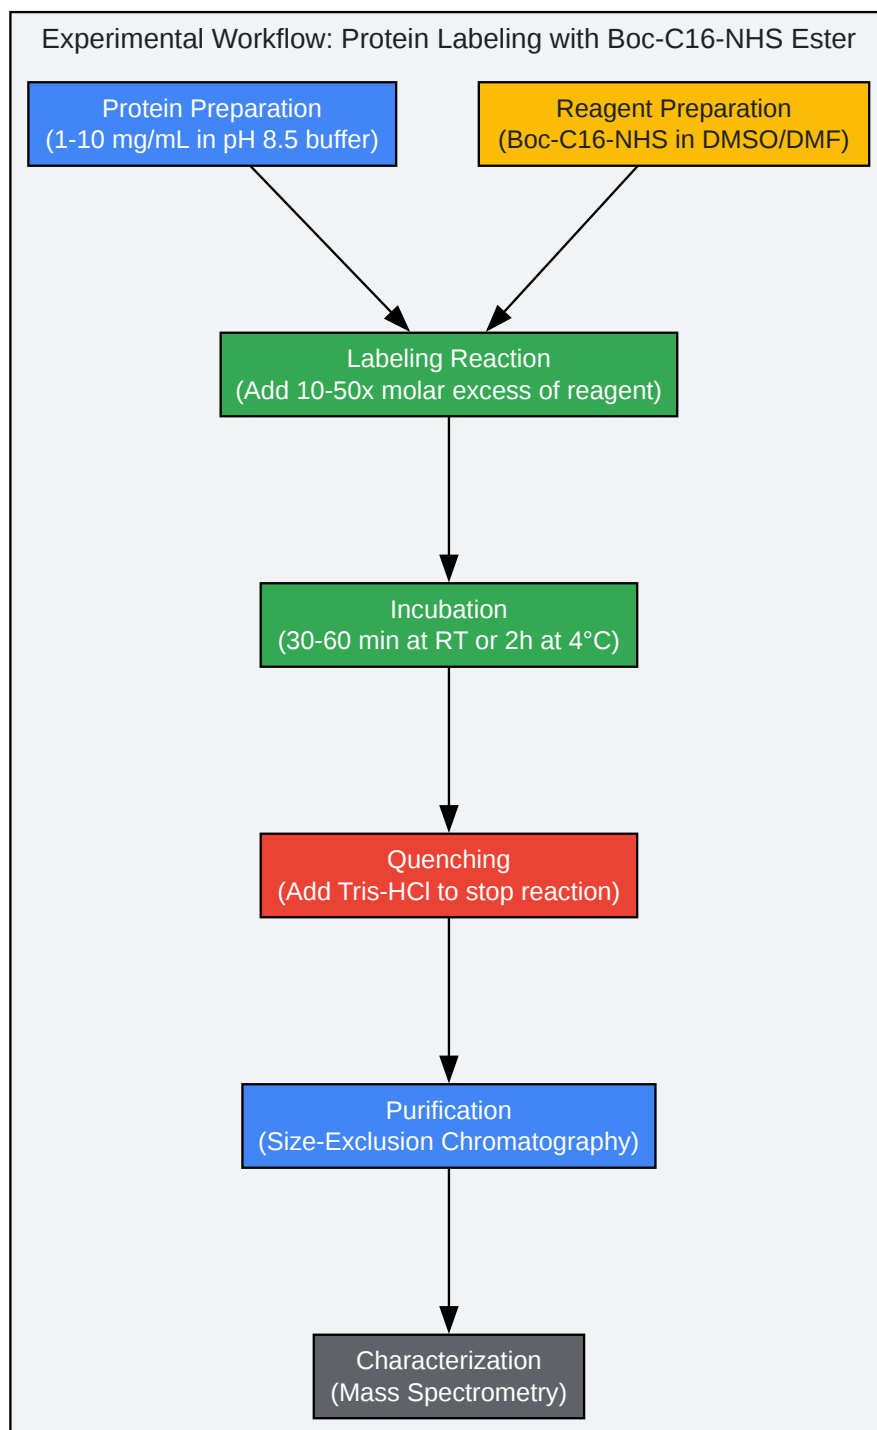 Experimental Workflow: Protein Labeling with Boc-C16-NHS Ester
Protein Preparation
(1-10 mg/mL in pH 8.5 buffer)
Reagent Preparation
(Boc-C16-NHS in DMSO/DMF)
Labeling Reaction
(Add 10-50x molar excess of reagent)
Incubation
(30-60 min at RT or 2h at 4°C)
Quenching
(Add Tris-HCl to stop reaction)
Purification
(Size-Exclusion Chromatography)
Characterization
(Mass Spectrometry)